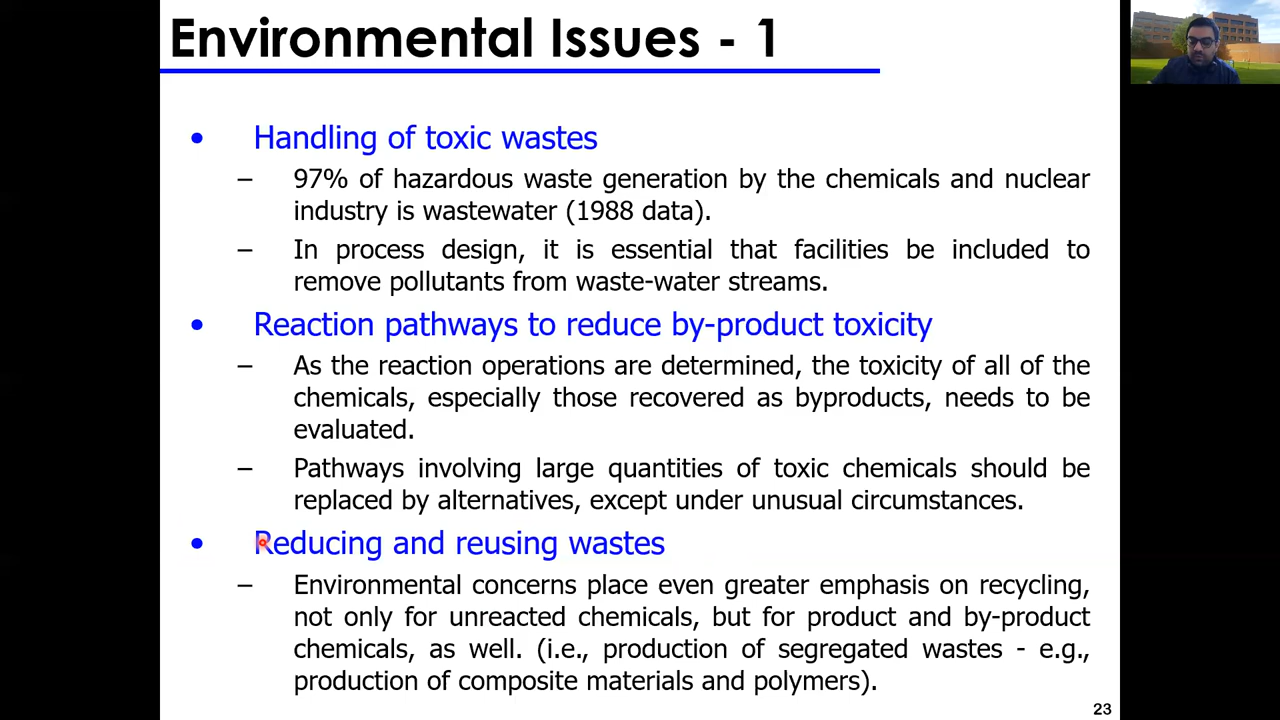 Environmental Issues - 1
• Handling of toxic wastes
– 97% of hazardous waste generation by the chemicals and nuclear
industry is wastewater (1988 data).
– In process design, it is essential that facilities be included to
remove pollutants from waste-water streams.
• Reaction pathways to reduce by-product toxicity
– As the reaction operations are determined, the toxicity of all of the
chemicals, especially those recovered as byproducts, needs to be
evaluated.
– Pathways involving large quantities of toxic chemicals should be
replaced by alternatives, except under unusual circumstances.
• Reducing and reusing wastes
– Environmental concerns place even greater emphasis on recycling,
not only for unreacted chemicals, but for product and by-product
chemicals, as well. (i.e., production of segregated wastes - e.g.,
production of composite materials and polymers).
23